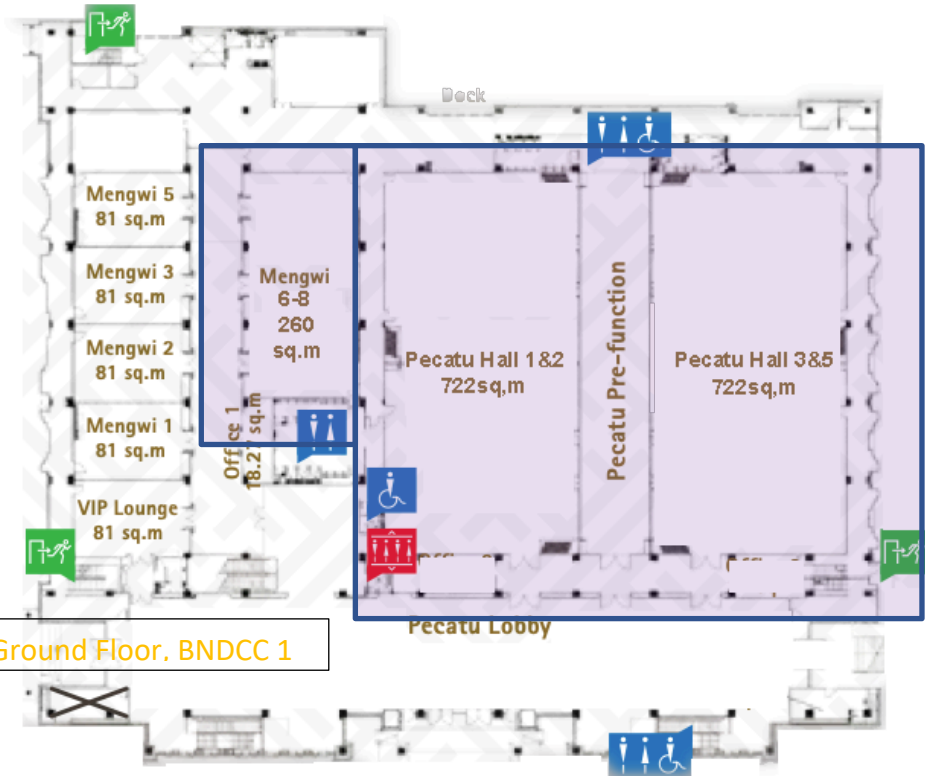 Dock
Mengwi 5
81 sq.m
Mengwi 3
81 sq.m
Mengwi 2
81 sq.m
Mengwi 1
81 sq.m
VIP Lounge
81 sq.m
Mengwi
6-8
260
sq.m
Office 1
Pecatu Hall 1&2
722sq,m
Pecatu Pre-function
Pecatu Hall 3&5
722sq,m
Pecatu Lobby
Ground Floor, BNDCC 1